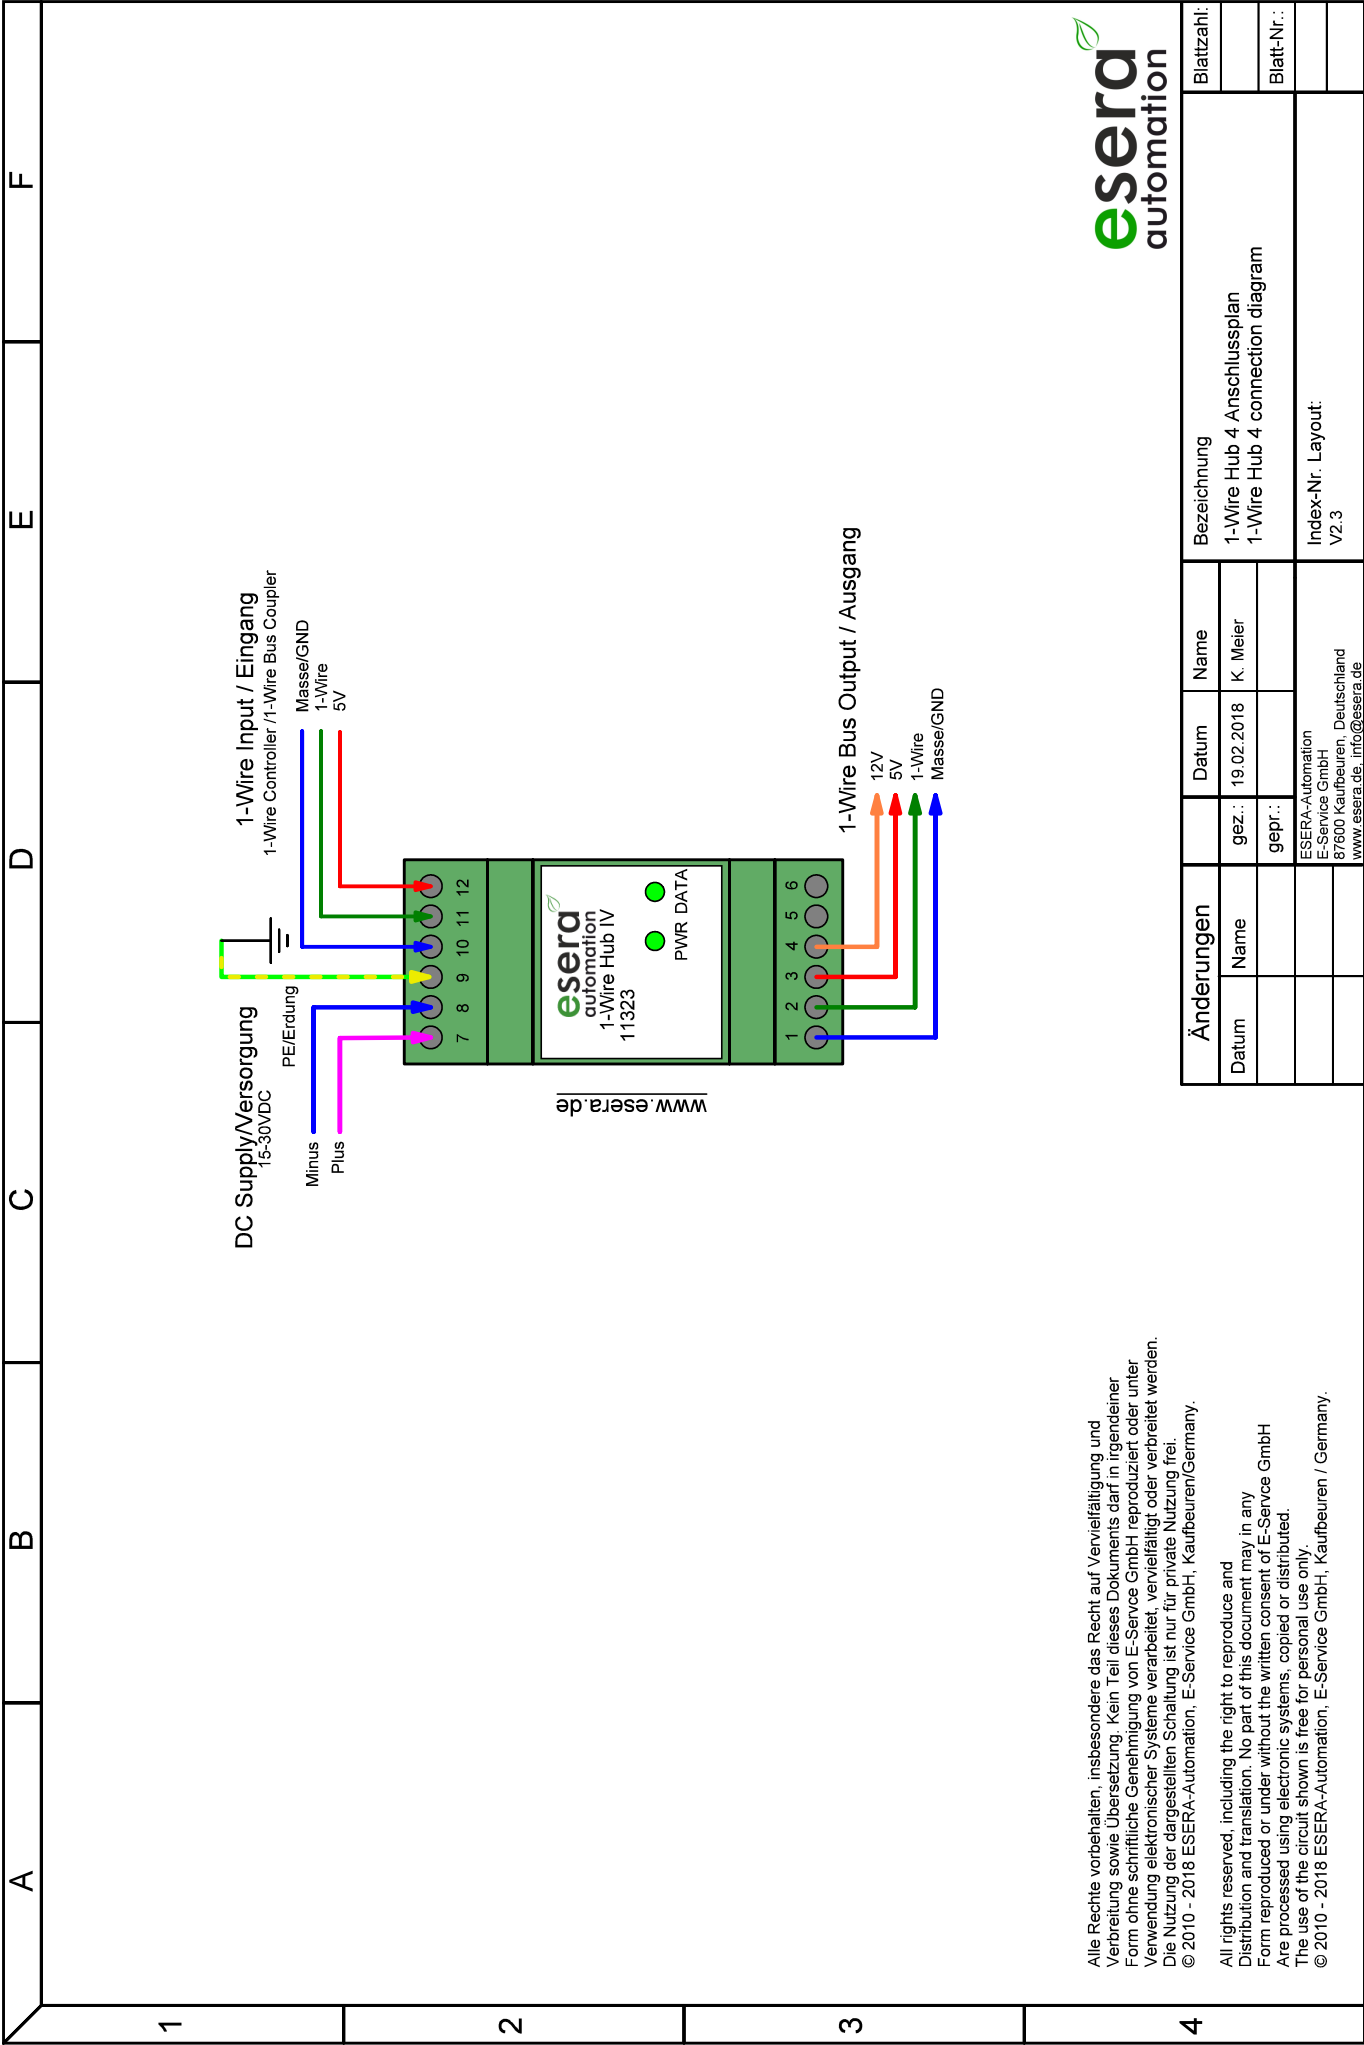 A
B
C
D
E
F
1
2
3
4
DC Supply/Versorgung
15-30VDC
PE/Erdung
Minus
Plus
1-Wire Input / Eingang
1-Wire Controller /1-Wire Bus Coupler
Masse/GND
1-Wire
5V
7
8
9
10
11
12
www.esera.de
esera
automation
1-Wire Hub IV
11323
PWR
DATA
1
2
3
4
5
6
1-Wire Bus Output / Ausgang
12V
5V
1-Wire
Masse/GND
esera
automation
Alle Rechte vorbehalten, insbesondere das Recht auf Vervielfältigung und
Verbreitung sowie Übersetzung. Kein Teil dieses Dokuments darf in irgendeiner
Form ohne schriftliche Genehmigung von E-Servce GmbH reproduziert oder unter
Verwendung elektronischer Systeme verarbeitet, vervielfältigt oder verbreitet werden.
Die Nutzung der dargestellten Schaltung ist nur für private Nutzung frei.
© 2010 - 2018 ESERA-Automation, E-Service GmbH, Kaufbeuren/Germany.
All rights reserved, including the right to reproduce and
Distribution and translation. No part of this document may in any
Form reproduced or under without the written consent of E-Servce GmbH
Are processed using electronic systems, copied or distributed.
The use of the circuit shown is free for personal use only.
© 2010 - 2018 ESERA-Automation, E-Service GmbH, Kaufbeuren / Germany.
Änderungen
Datum
Name
Datum
Name
gez.:
19.02.2018
K. Meier
gepr.:
ESERA-Automation
E-Service GmbH
87600 Kaufbeuren, Deutschland
www.esera.de, info@esera.de
Bezeichnung
1-Wire Hub 4 Anschlussplan
1-Wire Hub 4 connection diagram
Index-Nr. Layout:
V2.3
Blattzahl:
Blatt-Nr.: